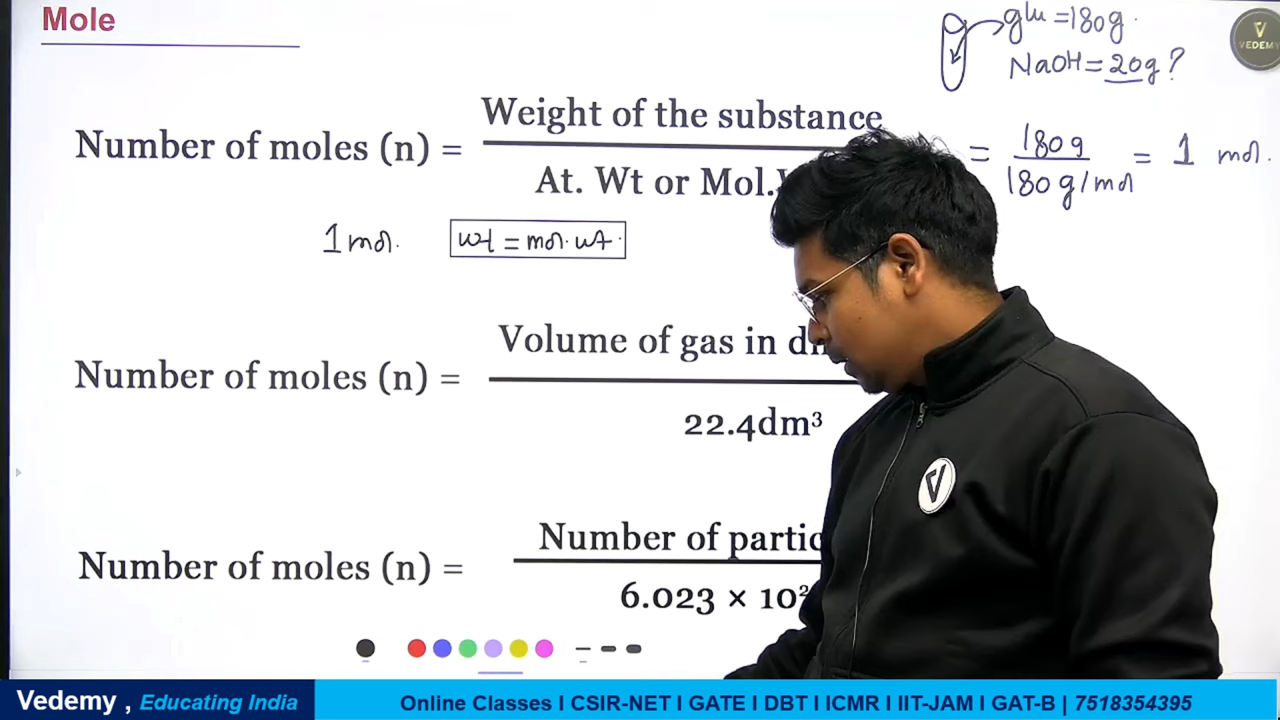 Mole
glu = 180g.
NaOH = 20g ?
VEDEMY
Number of moles (n) =
Weight of the substance
At. Wt or Mol.
= 180 g / 180 g/mol = 1 mol.
1 mol.
wt = mol. wt.
Number of moles (n) =
Volume of gas in
22.4dm³
Number of moles (n) =
Number of
6.023 × 10
Vedemy , Educating India
Online Classes I CSIR-NET I GATE I DBT I ICMR I IIT-JAM I GAT-B | 7518354395